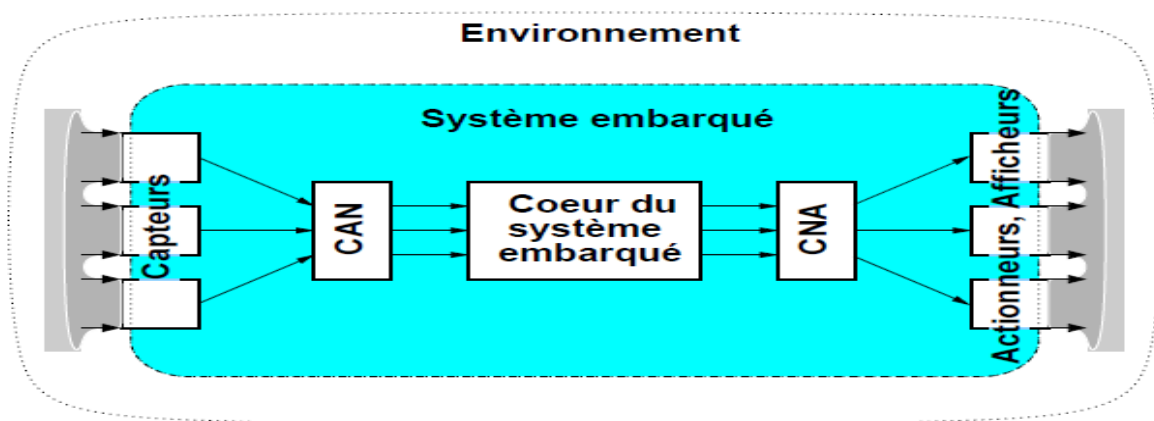 Environnement
Système embarqué
Capteurs
CAN
Coeur du
système
embarqué
CNA
Actionneurs, Afficheurs